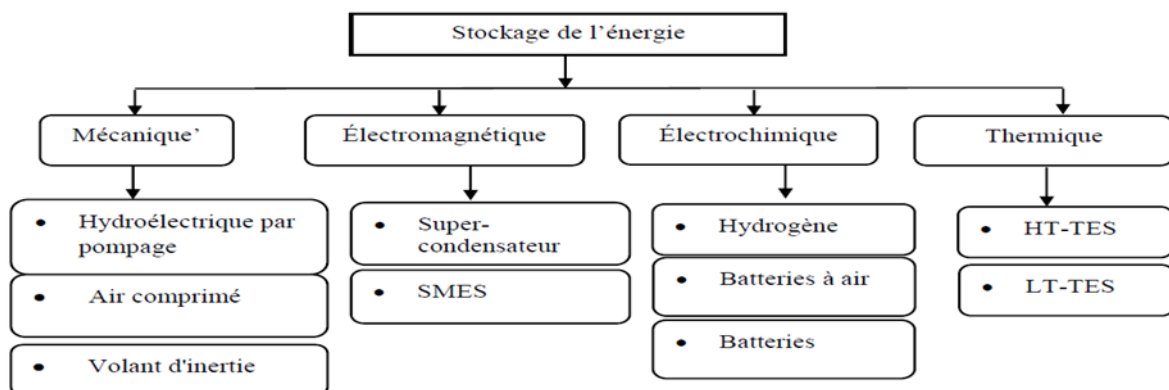 Stockage de l’énergie
Mécanique’
Électromagnétique
Électrochimique
Thermique
• Hydroélectrique par
pompage
• Air comprimé
• Volant d'inertie
• Super-
condensateur
• SMES
• Hydrogène
• Batteries à air
• Batteries
• HT-TES
• LT-TES